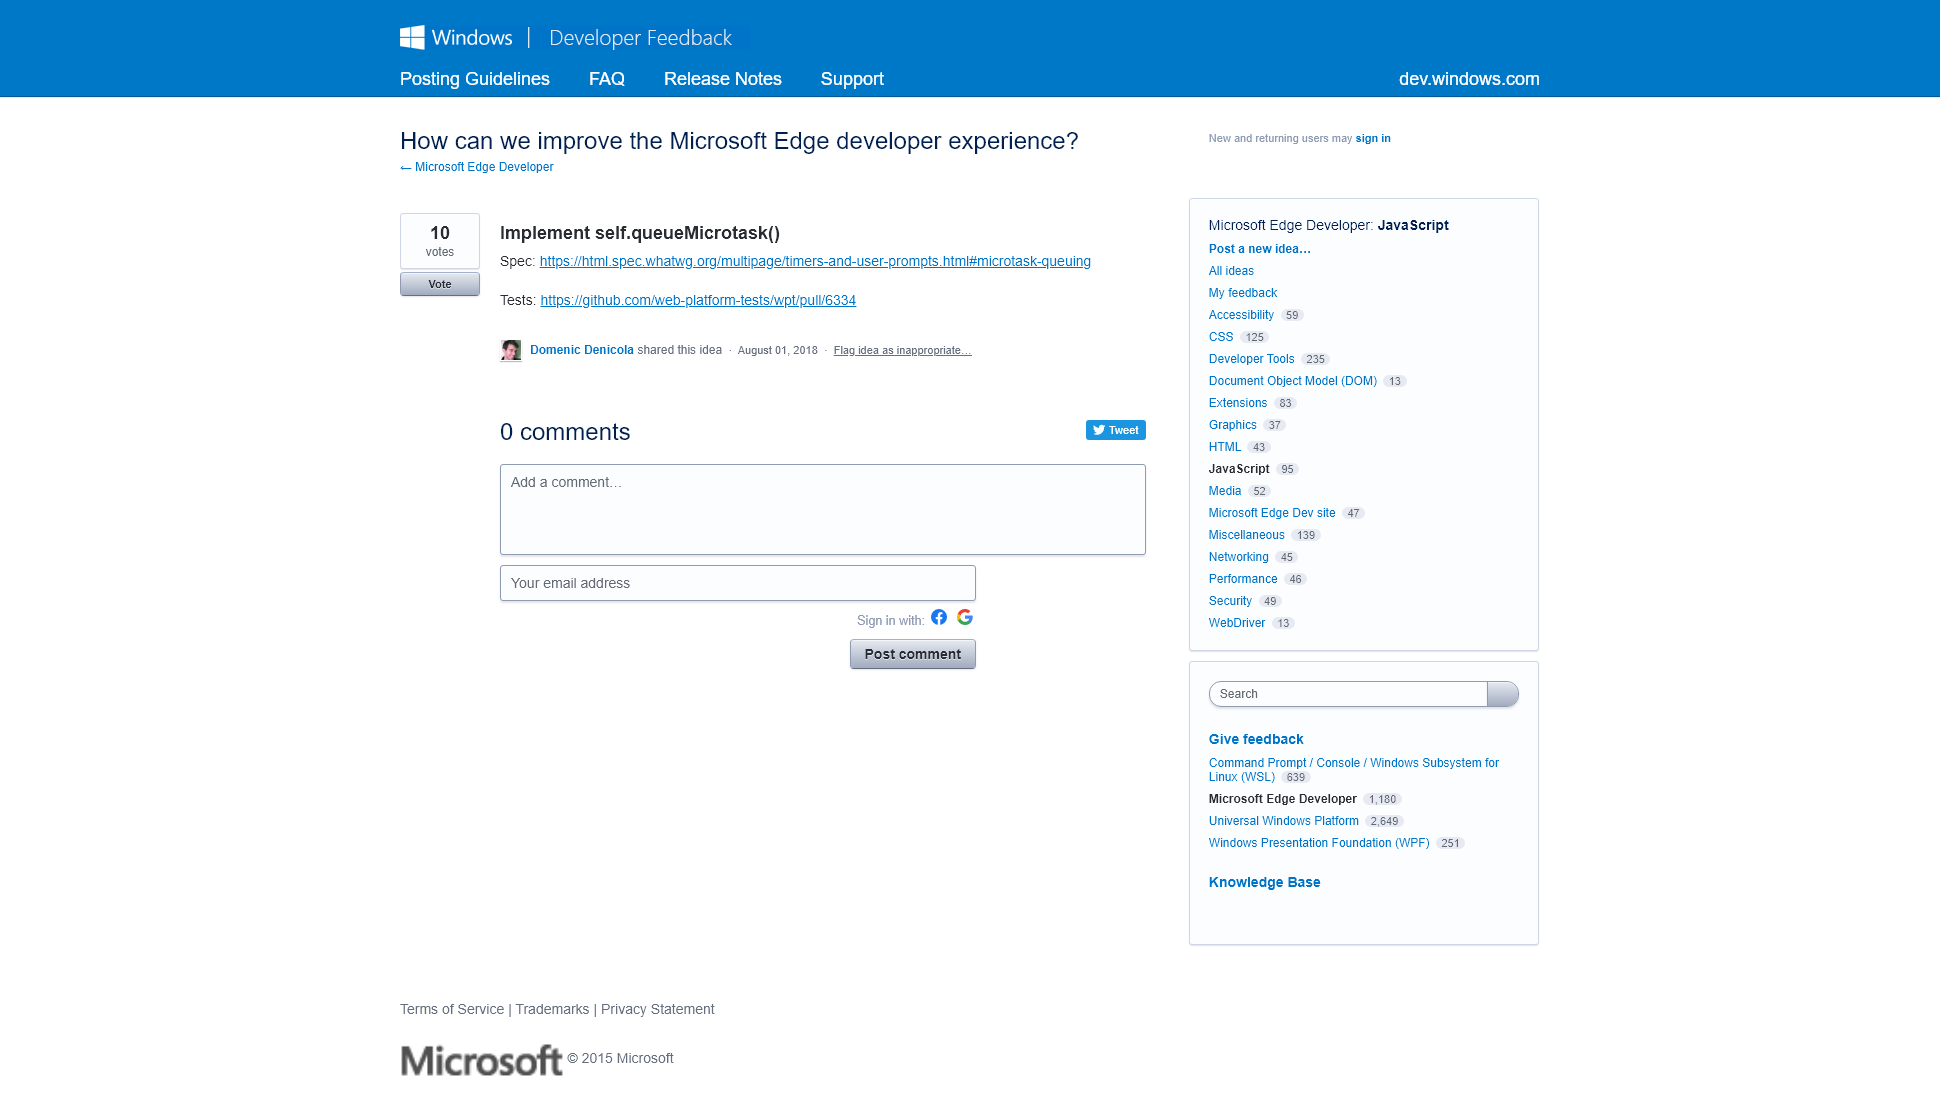 Windows | Developer Feedback
Posting Guidelines FAQ Release Notes Support dev.windows.com
How can we improve the Microsoft Edge developer experience?
← Microsoft Edge Developer
New and returning users may sign in
10
votes
Vote
Implement self.queueMicrotask()
Spec: https://html.spec.whatwg.org/multipage/timers-and-user-prompts.html#microtask-queuing
Tests: https://github.com/web-platform-tests/wpt/pull/6334
Domenic Denicola shared this idea · August 01, 2018 · Flag idea as inappropriate…
0 comments
Tweet
Add a comment…
Your email address
Sign in with:
Post comment
Microsoft Edge Developer: JavaScript
Post a new idea…
All ideas
My feedback
Accessibility 59
CSS 125
Developer Tools 235
Document Object Model (DOM) 13
Extensions 83
Graphics 37
HTML 43
JavaScript 95
Media 52
Microsoft Edge Dev site 47
Miscellaneous 139
Networking 45
Performance 46
Security 49
WebDriver 13
Search
Give feedback
Command Prompt / Console / Windows Subsystem for
Linux (WSL) 639
Microsoft Edge Developer 1,180
Universal Windows Platform 2,649
Windows Presentation Foundation (WPF) 251
Knowledge Base
Terms of Service | Trademarks | Privacy Statement
Microsoft © 2015 Microsoft